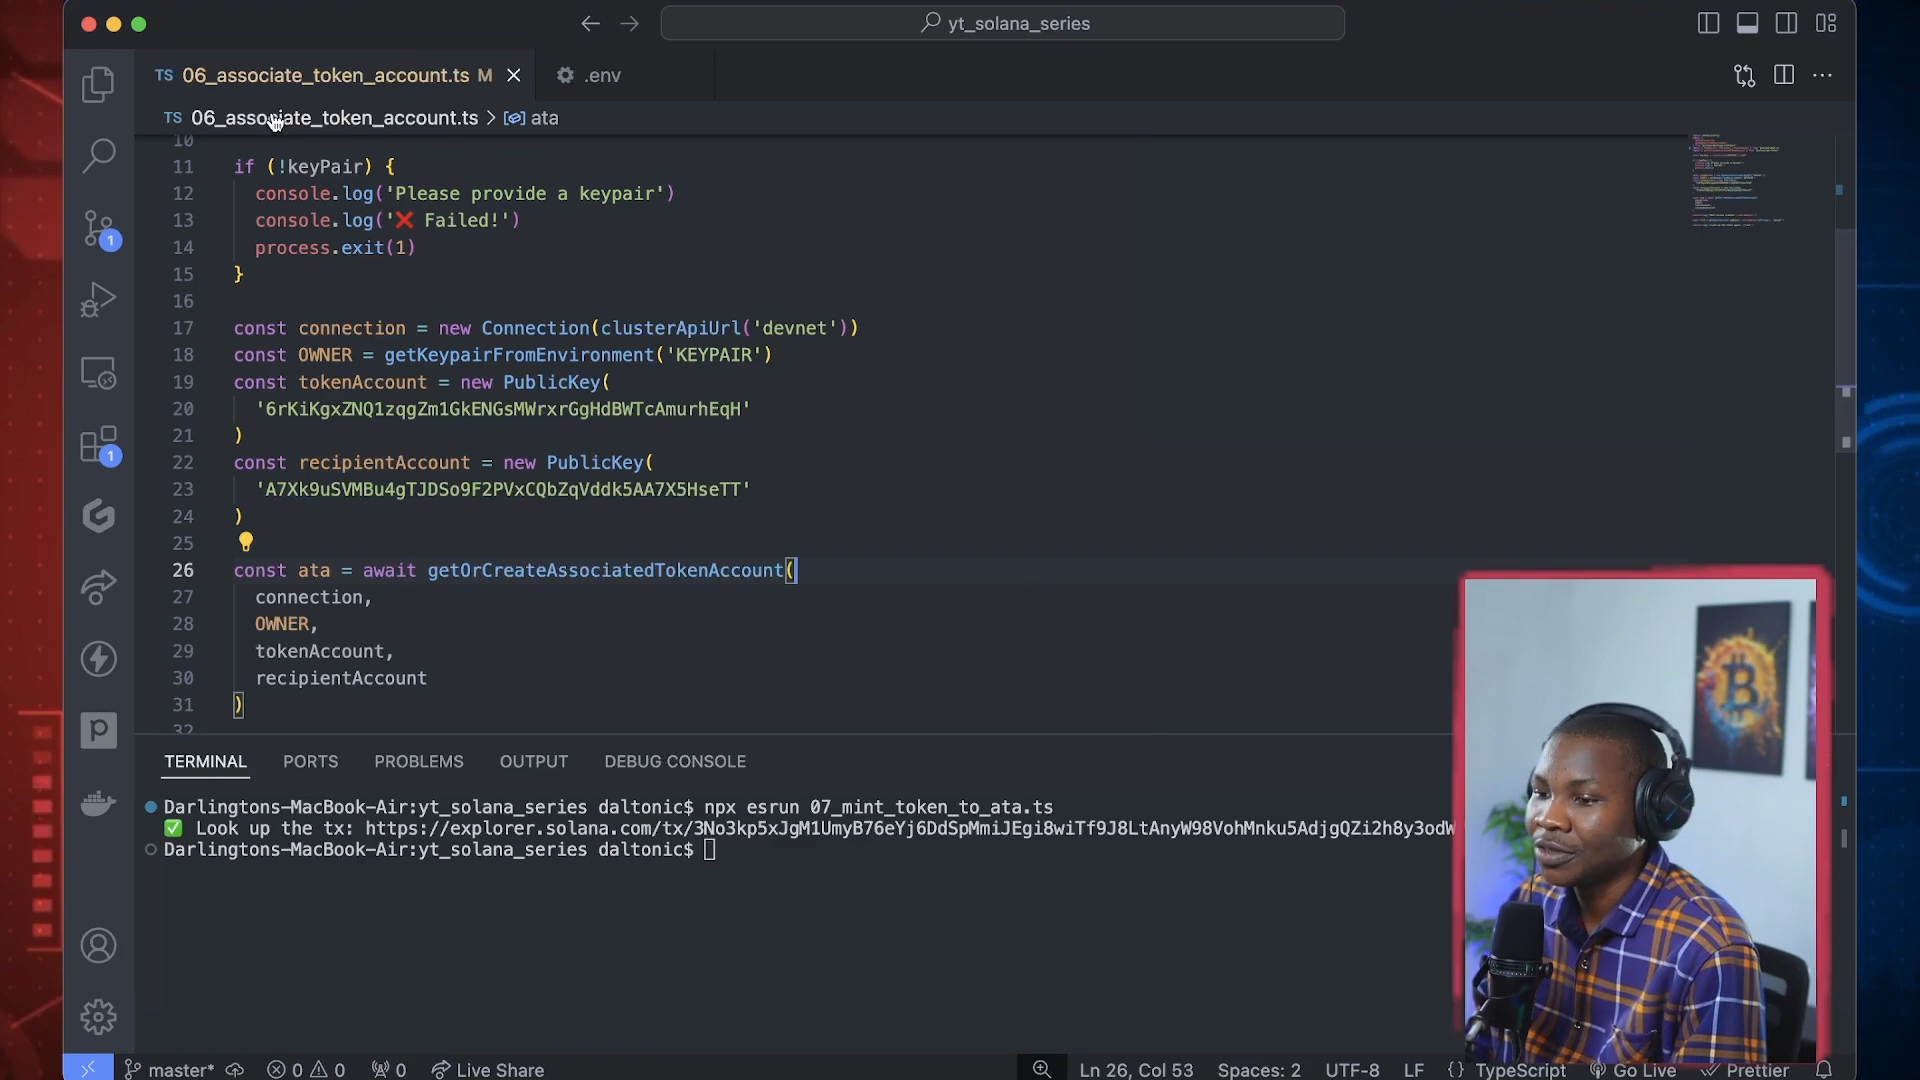 yt_solana_series
TS 06_associate_token_account.ts M
.env
TS 06_associate_token_account.ts > ata
10
11 if (!keyPair) {
12 console.log('Please provide a keypair')
13 console.log('❌ Failed!')
14 process.exit(1)
15 }
16
17 const connection = new Connection(clusterApiUrl('devnet'))
18 const OWNER = getKeypairFromEnvironment('KEYPAIR')
19 const tokenAccount = new PublicKey(
20 '6rKiKgxZNQ1zqgZm1GkENGsMWrxrGgHdBWTcAmurhEqH'
21 )
22 const recipientAccount = new PublicKey(
23 'A7Xk9uSVMBu4gTJDSo9F2PVxCQbZqVddk5AA7X5HseTT'
24 )
25
26 const ata = await getOrCreateAssociatedTokenAccount(
27 connection,
28 OWNER,
29 tokenAccount,
30 recipientAccount
31 )
32
1
1
TERMINAL PORTS PROBLEMS OUTPUT DEBUG CONSOLE
Darlingtons-MacBook-Air:yt_solana_series daltonic$ npx esrun 07_mint_token_to_ata.ts
✅ Look up the tx: https://explorer.solana.com/tx/3No3kp5xJgM1UmyB76eYj6DdSpMmiJEgi8wiTf9J8LtAnyW98VohMnku5AdjgQZi2h8y3odW
Darlingtons-MacBook-Air:yt_solana_series daltonic$
master* 0 0 0 Live Share
Ln 26, Col 53 Spaces: 2 UTF-8 LF {} TypeScript Go Live Prettier